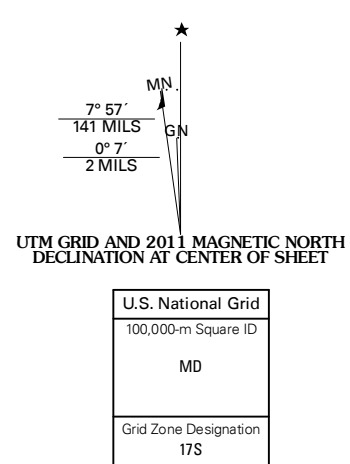 MN
7° 57´
141 MILS
GN
0° 7´
2 MILS
UTM GRID AND 2011 MAGNETIC NORTH
DECLINATION AT CENTER OF SHEET
U.S. National Grid
100,000-m Square ID
MD
Grid Zone Designation
17S